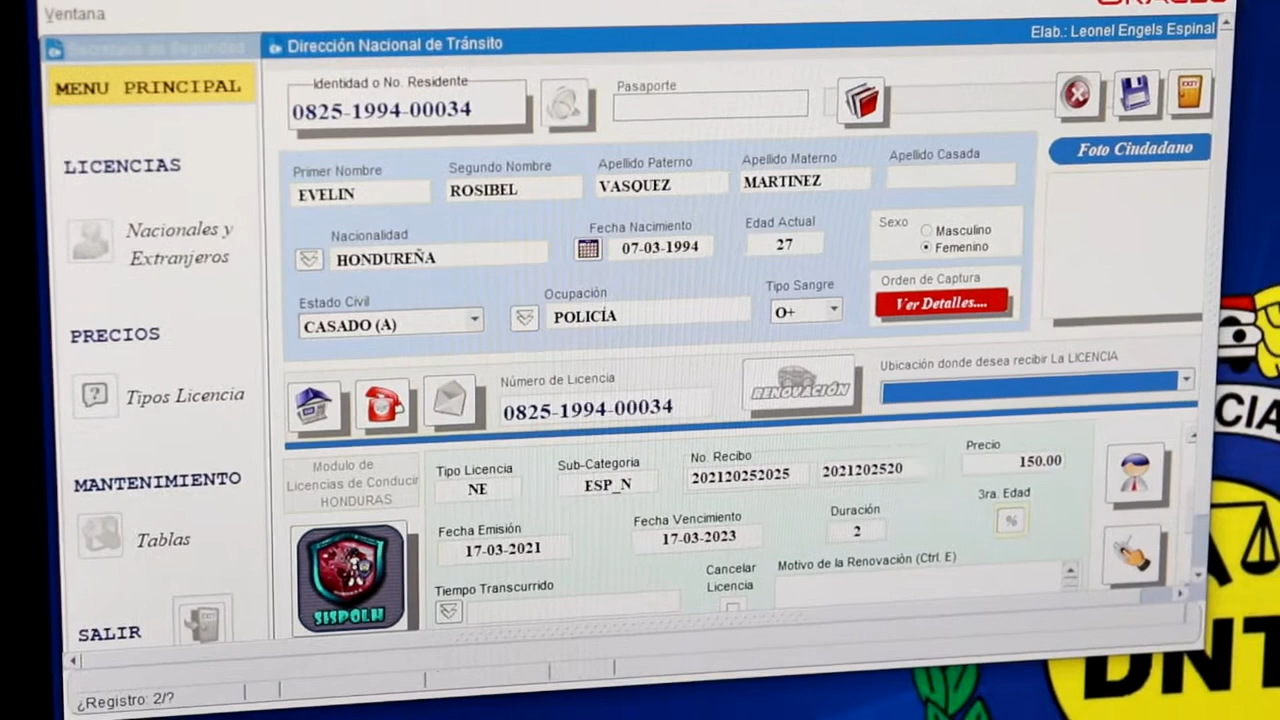 Ventana
Dirección Nacional de Tránsito
Elab.: Leonel Engels Espinal
MENU PRINCIPAL
LICENCIAS
Nacionales y
Extranjeros
PRECIOS
Tipos Licencia
MANTENIMIENTO
Tablas
SALIR
Identidad o No. Residente
0825-1994-00034
Pasaporte
Foto Ciudadano
Primer Nombre
EVELIN
Segundo Nombre
ROSIBEL
Apellido Paterno
VASQUEZ
Apellido Materno
MARTINEZ
Apellido Casada
Nacionalidad
HONDUREÑA
Fecha Nacimiento
07-03-1994
Edad Actual
27
Sexo
Masculino
Femenino
Estado Civil
CASADO (A)
Ocupación
POLICÍA
Tipo Sangre
O+
Orden de Captura
Ver Detalles....
Número de Licencia
0825-1994-00034
RENOVACIÓN
Ubicación donde desea recibir La LICENCIA
Modulo de
Licencias de Conducir
HONDURAS
SISPOLN
Tipo Licencia
NE
Sub-Categoria
ESP_N
No. Recibo
202120252025
2021202520
Precio
150.00
Fecha Emisión
17-03-2021
Fecha Vencimiento
17-03-2023
Duración
2
3ra. Edad
%
Tiempo Transcurrido
Cancelar
Licencia
Motivo de la Renovación (Ctrl. E)
¿Registro: 2/?
DNT